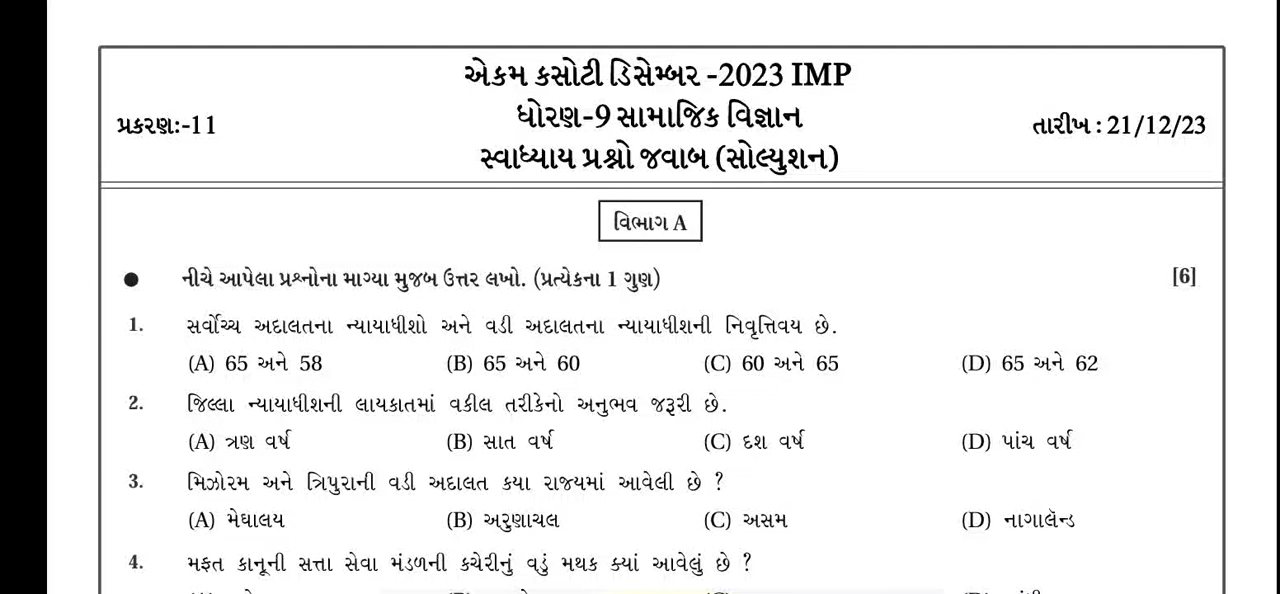 એકમ કસોટી ડિસેમ્બર -2023 IMP
પ્રકરણઃ-11
ધોરણ-9 સામાજિક વિજ્ઞાન
તારીખ : 21/12/23
સ્વાધ્યાય પ્રશ્નો જવાબ (સોલ્યુશન)
વિભાગ A
● નીચે આપેલા પ્રશ્નોના માગ્યા મુજબ ઉત્તર લખો. (પ્રત્યેકના 1 ગુણ) [6]
1. સર્વોચ્ચ અદાલતના ન્યાયાધીશો અને વડી અદાલતના ન્યાયાધીશની નિવૃત્તિવય છે.
(A) 65 અને 58 (B) 65 અને 60 (C) 60 અને 65 (D) 65 અને 62
2. જિલ્લા ન્યાયાધીશની લાયકાતમાં વકીલ તરીકેનો અનુભવ જરૂરી છે.
(A) ત્રણ વર્ષ (B) સાત વર્ષ (C) દશ વર્ષ (D) પાંચ વર્ષ
3. મિઝોરમ અને ત્રિપુરાની વડી અદાલત કયા રાજ્યમાં આવેલી છે ?
(A) મેઘાલય (B) અરુણાચલ (C) અસમ (D) નાગાલૅન્ડ
4. મફત કાનૂની સત્તા સેવા મંડળની કચેરીનું વડું મથક ક્યાં આવેલું છે ?